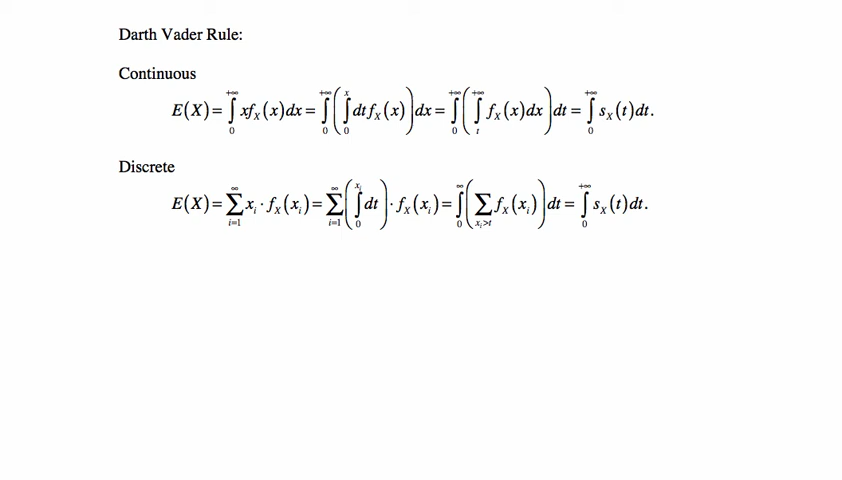 Darth Vader Rule:
Continuous
E(X) = ∫₀^{+∞} x f_X(x)dx = ∫₀^{+∞} (∫₀^x dt f_X(x)) dx = ∫₀^{+∞} (∫_t^{+∞} f_X(x)dx) dt = ∫₀^{+∞} s_X(t)dt.
Discrete
E(X) = ∑_{i=1}^∞ x_i · f_X(x_i) = ∑_{i=1}^∞ (∫₀^{x_i} dt) · f_X(x_i) = ∫₀^∞ (∑_{x_i>t} f_X(x_i)) dt = ∫₀^{+∞} s_X(t)dt.